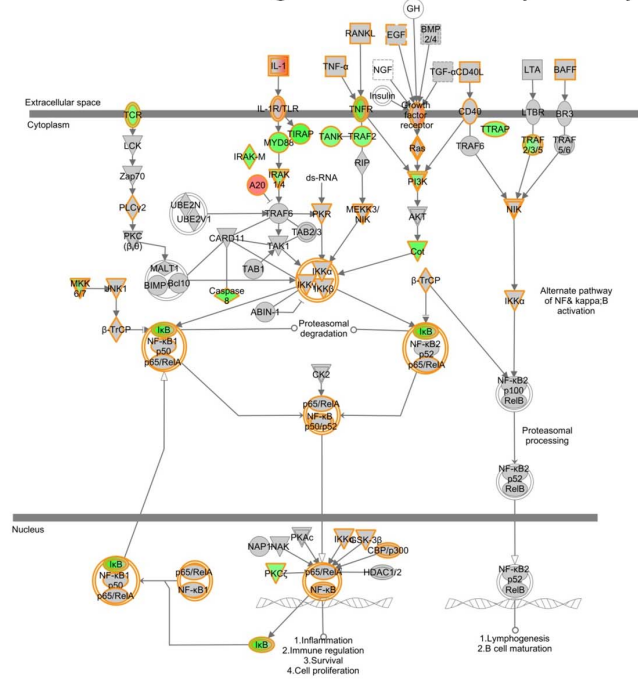 GH
RANKL
EGF
BMP
2/4
IL-1
TNF-α
NGF
TGF-α
CD40L
LTA
BAFF
Insulin
Extracellular space
Cytoplasm
TCR
IL-1R/TLR
TNFR
Growth
factor
receptor
CD40
LTBR
BR3
LCK
MYD88
TIRAP
TANK
TRAF2
Ras
TRAF6
TTRAP
TRAF
2/3/5
TRAF
5/6
Zap70
IRAK-M
IRAK
1/4
RIP
PI3K
PLCγ2
A20
ds-RNA
NIK
UBE2N
UBE2V1
TRAF6
PKR
MEKK3/
NIK
AKT
PKC
(β,θ)
CARD11
TAK1
TAB2/3
Cot
MALT1
BIMP
Bcl10
TAB1
IKKα
IKKγ
IKKβ
β-TrCP
MKK
6/7
JNK1
Caspase
8
ABIN-1
IKKα
Alternate pathway
of NF& kappa;B
activation
β-TrCP
IκB
NF-κB1
p50
p65/RelA
Proteasomal
degradation
IκB
NF-κB2
p52
p65/RelA
CK2
NF-κB2
p100
RelB
p65/RelA
NF-κB
p50/p52
Proteasomal
processing
NF-κB2
p52
RelB
Nucleus
NAP1
NAK
PKAc
IKKα
GSK-3β
CBP/p300
IκB
NF-κB1
p50
p65/RelA
p65/RelA
NF-κB1
PKCζ
p65/RelA
NF-κB
HDAC1/2
NF-κB2
p52
RelB
IκB
1.Inflammation
2.Immune regulation
3.Survival
4.Cell proliferation
1.Lymphogenesis
2.B cell maturation